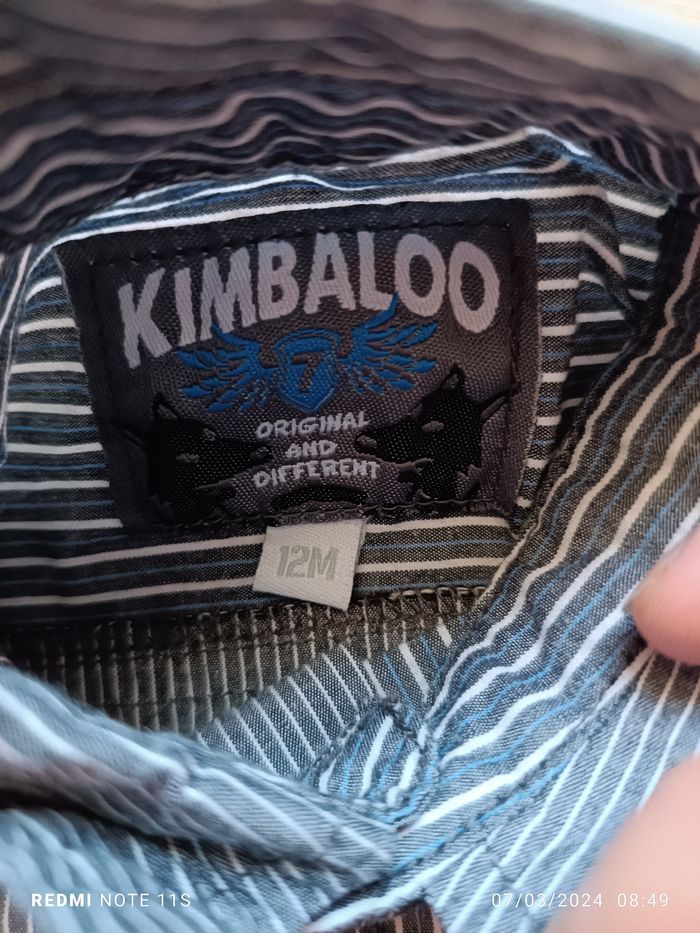 KIMBALOO
7
ORIGINAL
AND
DIFFERENT
12M
REDMI NOTE 11S
07/03/2024 08:49